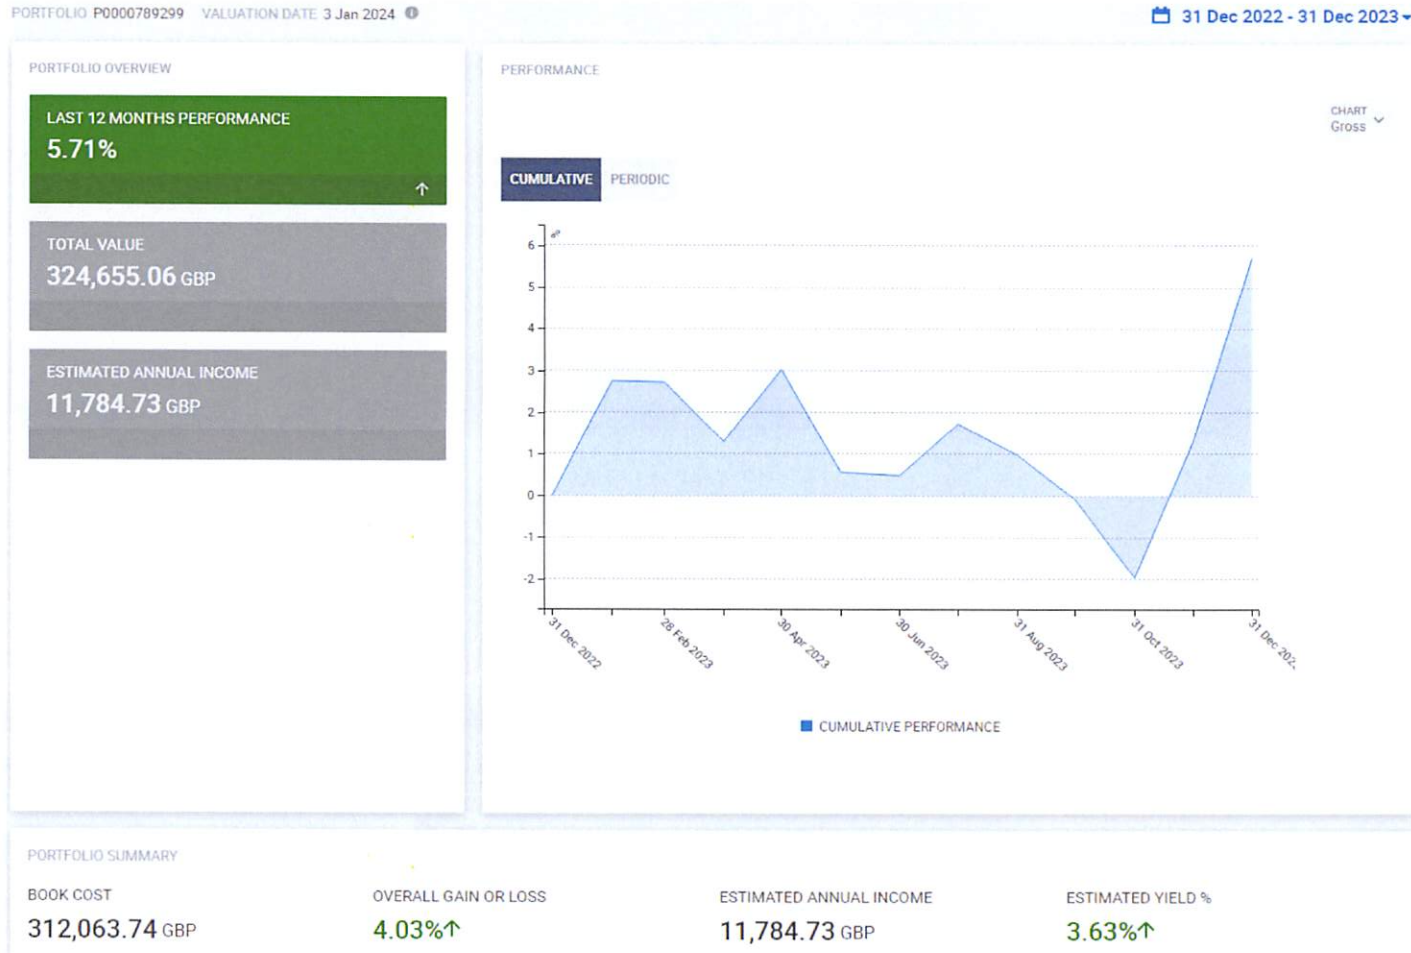 PORTFOLIO P0000789299 VALUATION DATE 3 Jan 2024
31 Dec 2022 - 31 Dec 2023
PORTFOLIO OVERVIEW
LAST 12 MONTHS PERFORMANCE
5.71%
TOTAL VALUE
324,655.06 GBP
ESTIMATED ANNUAL INCOME
11,784.73 GBP
PERFORMANCE
CHART
Gross
CUMULATIVE PERIODIC
%
6
5
4
3
2
1
0
-1
-2
31 Dec 2022
28 Feb 2023
30 Apr 2023
30 Jun 2023
31 Aug 2023
31 Oct 2023
31 Dec 202
CUMULATIVE PERFORMANCE
PORTFOLIO SUMMARY
BOOK COST
312,063.74 GBP
OVERALL GAIN OR LOSS
4.03%↑
ESTIMATED ANNUAL INCOME
11,784.73 GBP
ESTIMATED YIELD %
3.63%↑